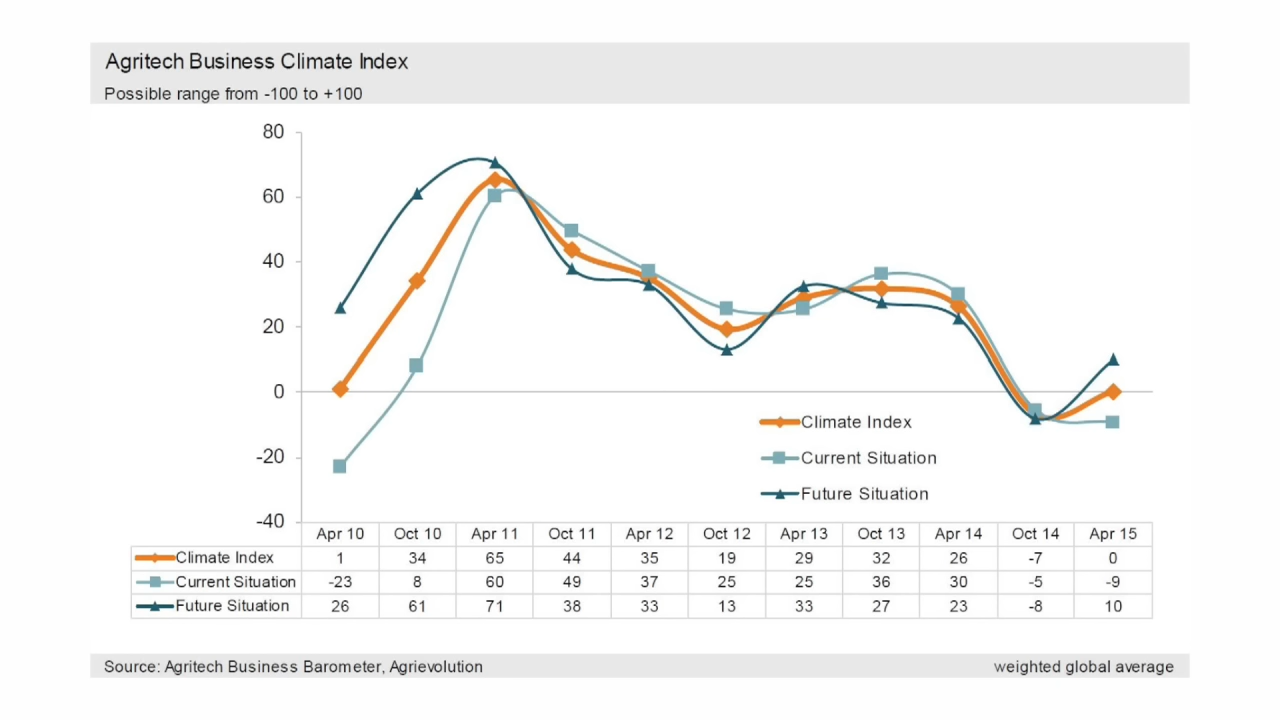 Agritech Business Climate Index
Possible range from -100 to +100
80
60
40
20
0
-20
-40
Climate Index
Current Situation
Future Situation
Apr 10 Oct 10 Apr 11 Oct 11 Apr 12 Oct 12 Apr 13 Oct 13 Apr 14 Oct 14 Apr 15
Climate Index 1 34 65 44 35 19 29 32 26 -7 0
Current Situation -23 8 60 49 37 25 25 36 30 -5 -9
Future Situation 26 61 71 38 33 13 33 27 23 -8 10
Source: Agritech Business Barometer, Agrievolution weighted global average